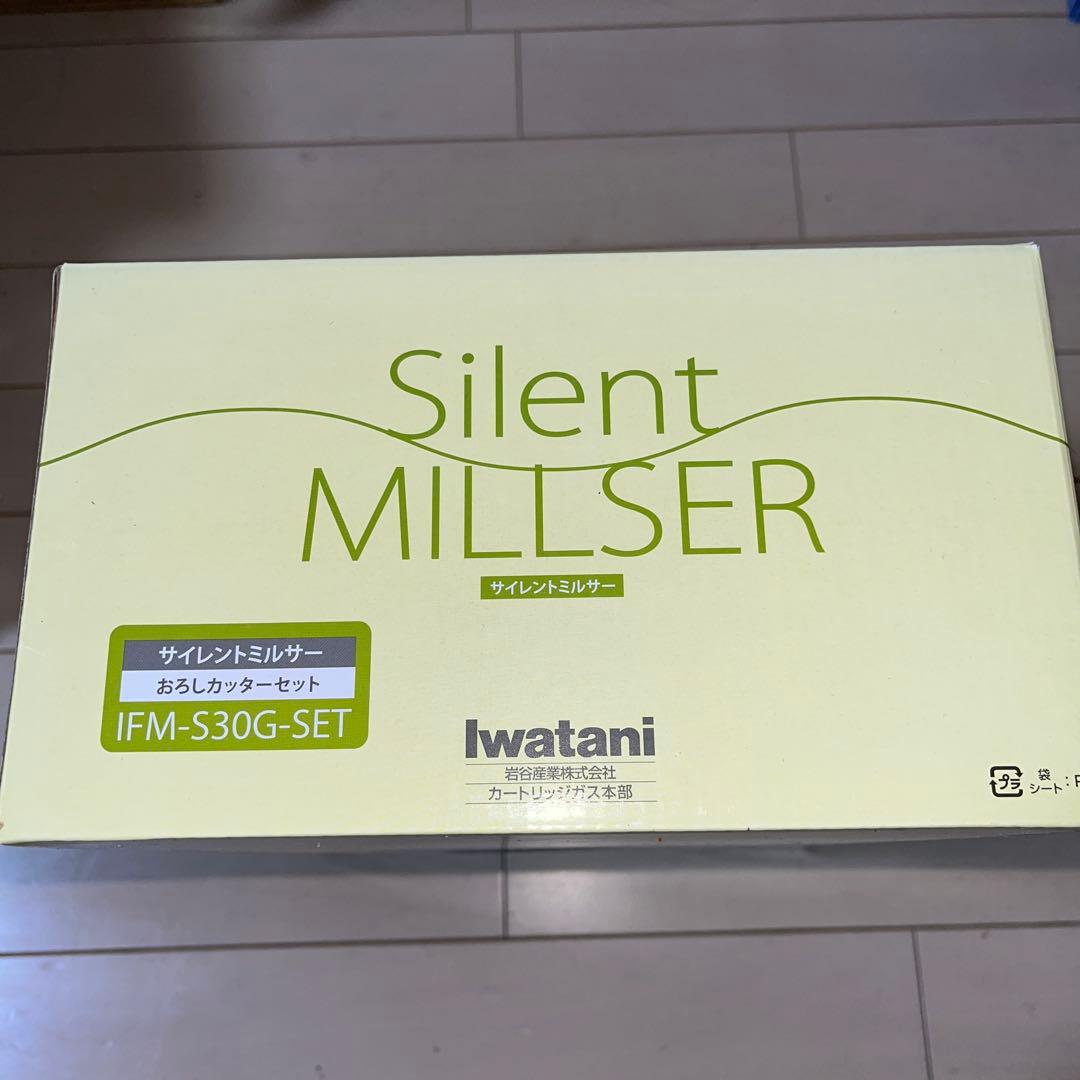 Silent
MILLSER
サイレントミルサー
サイレントミルサー
おろしカッターセット
IFM-S30G-SET
Iwatani
岩谷産業株式会社
カートリッジガス本部
プラ
袋
シート：P